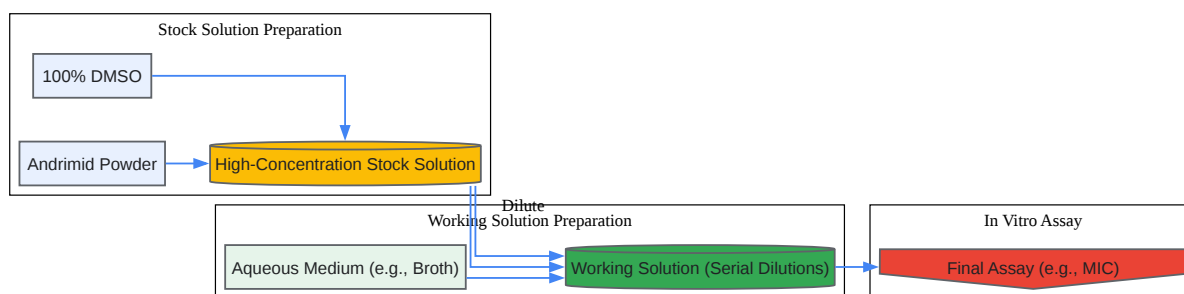 Stock Solution Preparation
100% DMSO
Andrimid Powder
High-Concentration Stock Solution
Dilute
Working Solution Preparation
In Vitro Assay
Aqueous Medium (e.g., Broth)
Working Solution (Serial Dilutions)
Final Assay (e.g., MIC)